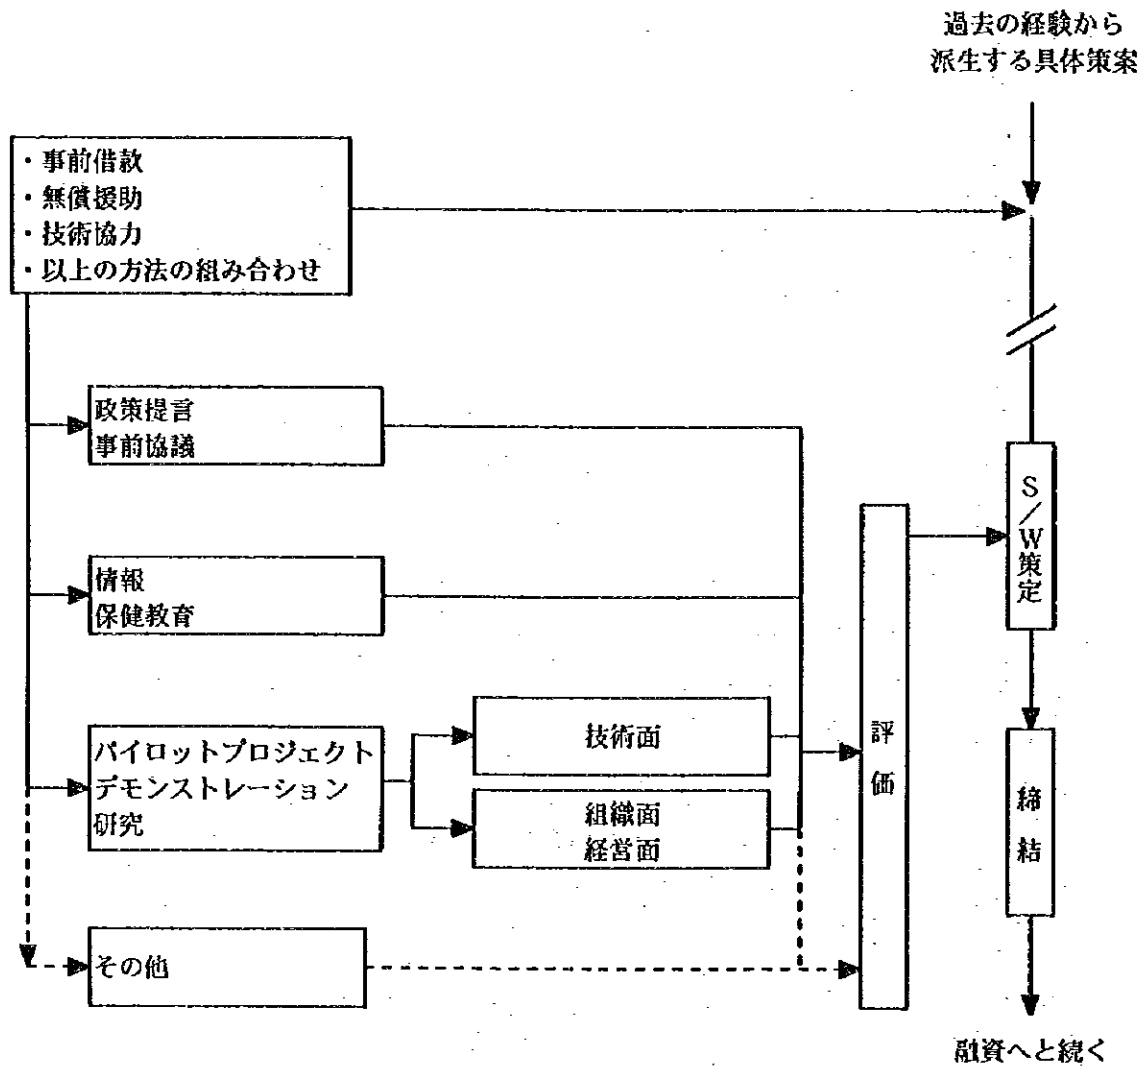 過去の経験から
派生する具体策案
・事前借款
・無償援助
・技術協力
・以上の方法の組み合わせ
政策提言
事前協議
情報
保健教育
パイロットプロジェクト
デモンストレーション
研究
技術面
組織面
経営面
その他
評価
S/W策定
締結
融資へと続く